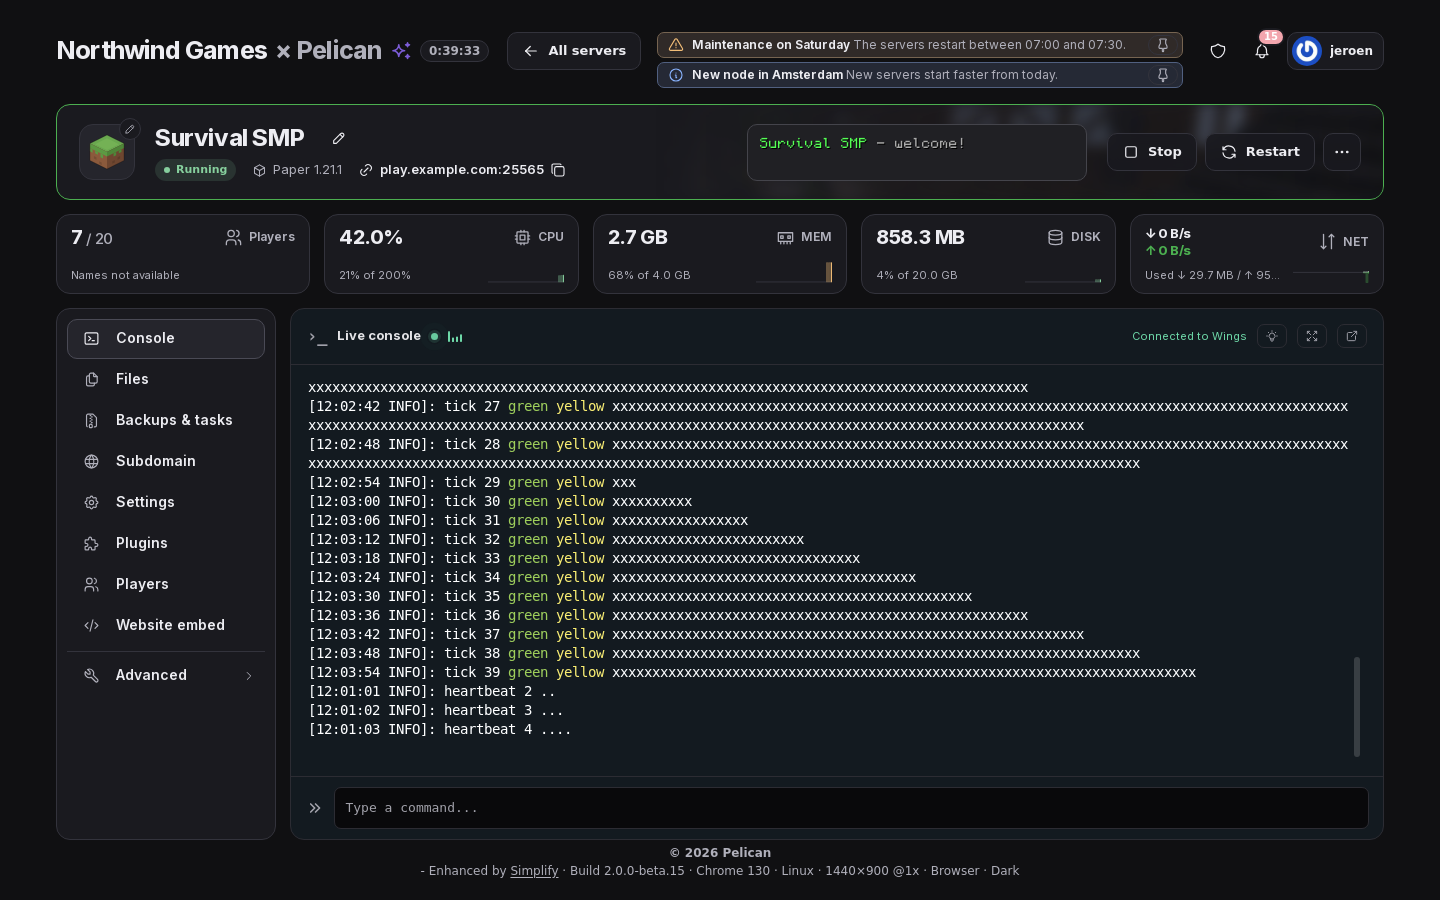 Northwind Games × Pelican
0:39:33
All servers
Maintenance on Saturday The servers restart between 07:00 and 07:30.
New node in Amsterdam New servers start faster from today.
15
jeroen
Survival SMP
Running
Paper 1.21.1
play.example.com:25565
Survival SMP - welcome!
Stop
Restart
7 / 20
Players
Names not available
42.0%
CPU
21% of 200%
2.7 GB
MEM
68% of 4.0 GB
858.3 MB
DISK
4% of 20.0 GB
↓ 0 B/s
↑ 0 B/s
NET
Used ↓ 29.7 MB / ↑ 95...
Console
Files
Backups & tasks
Subdomain
Settings
Plugins
Players
Website embed
Advanced
Live console
Connected to Wings
xxxxxxxxxxxxxxxxxxxxxxxxxxxxxxxxxxxxxxxxxxxxxxxxxxxxxxxxxxxxxxxxxxxxxxxxxxxxxxxxxxxxxxxxxx
[12:02:42 INFO]: tick 27 green yellow xxxxxxxxxxxxxxxxxxxxxxxxxxxxxxxxxxxxxxxxxxxxxxxxxxxxxxxxxxxxxxxxxxxxxxxxxxxxxxxxxxxxxxxxxxxx
xxxxxxxxxxxxxxxxxxxxxxxxxxxxxxxxxxxxxxxxxxxxxxxxxxxxxxxxxxxxxxxxxxxxxxxxxxxxxxxxxxxxxxxxxxxxxxxxx
[12:02:48 INFO]: tick 28 green yellow xxxxxxxxxxxxxxxxxxxxxxxxxxxxxxxxxxxxxxxxxxxxxxxxxxxxxxxxxxxxxxxxxxxxxxxxxxxxxxxxxxxxxxxxxxxx
xxxxxxxxxxxxxxxxxxxxxxxxxxxxxxxxxxxxxxxxxxxxxxxxxxxxxxxxxxxxxxxxxxxxxxxxxxxxxxxxxxxxxxxxxxxxxxxxxxxxxxxx
[12:02:54 INFO]: tick 29 green yellow xxx
[12:03:00 INFO]: tick 30 green yellow xxxxxxxxxx
[12:03:06 INFO]: tick 31 green yellow xxxxxxxxxxxxxxxxx
[12:03:12 INFO]: tick 32 green yellow xxxxxxxxxxxxxxxxxxxxxxxx
[12:03:18 INFO]: tick 33 green yellow xxxxxxxxxxxxxxxxxxxxxxxxxxxxxxx
[12:03:24 INFO]: tick 34 green yellow xxxxxxxxxxxxxxxxxxxxxxxxxxxxxxxxxxxxxx
[12:03:30 INFO]: tick 35 green yellow xxxxxxxxxxxxxxxxxxxxxxxxxxxxxxxxxxxxxxxxxxxxx
[12:03:36 INFO]: tick 36 green yellow xxxxxxxxxxxxxxxxxxxxxxxxxxxxxxxxxxxxxxxxxxxxxxxxxxxx
[12:03:42 INFO]: tick 37 green yellow xxxxxxxxxxxxxxxxxxxxxxxxxxxxxxxxxxxxxxxxxxxxxxxxxxxxxxxxxxx
[12:03:48 INFO]: tick 38 green yellow xxxxxxxxxxxxxxxxxxxxxxxxxxxxxxxxxxxxxxxxxxxxxxxxxxxxxxxxxxxxxxxxxx
[12:03:54 INFO]: tick 39 green yellow xxxxxxxxxxxxxxxxxxxxxxxxxxxxxxxxxxxxxxxxxxxxxxxxxxxxxxxxxxxxxxxxxxxxxxxxx
[12:01:01 INFO]: heartbeat 2 ..
[12:01:02 INFO]: heartbeat 3 ...
[12:01:03 INFO]: heartbeat 4 ....
Type a command...
© 2026 Pelican
- Enhanced by Simplify · Build 2.0.0-beta.15 · Chrome 130 · Linux · 1440×900 @1x · Browser · Dark